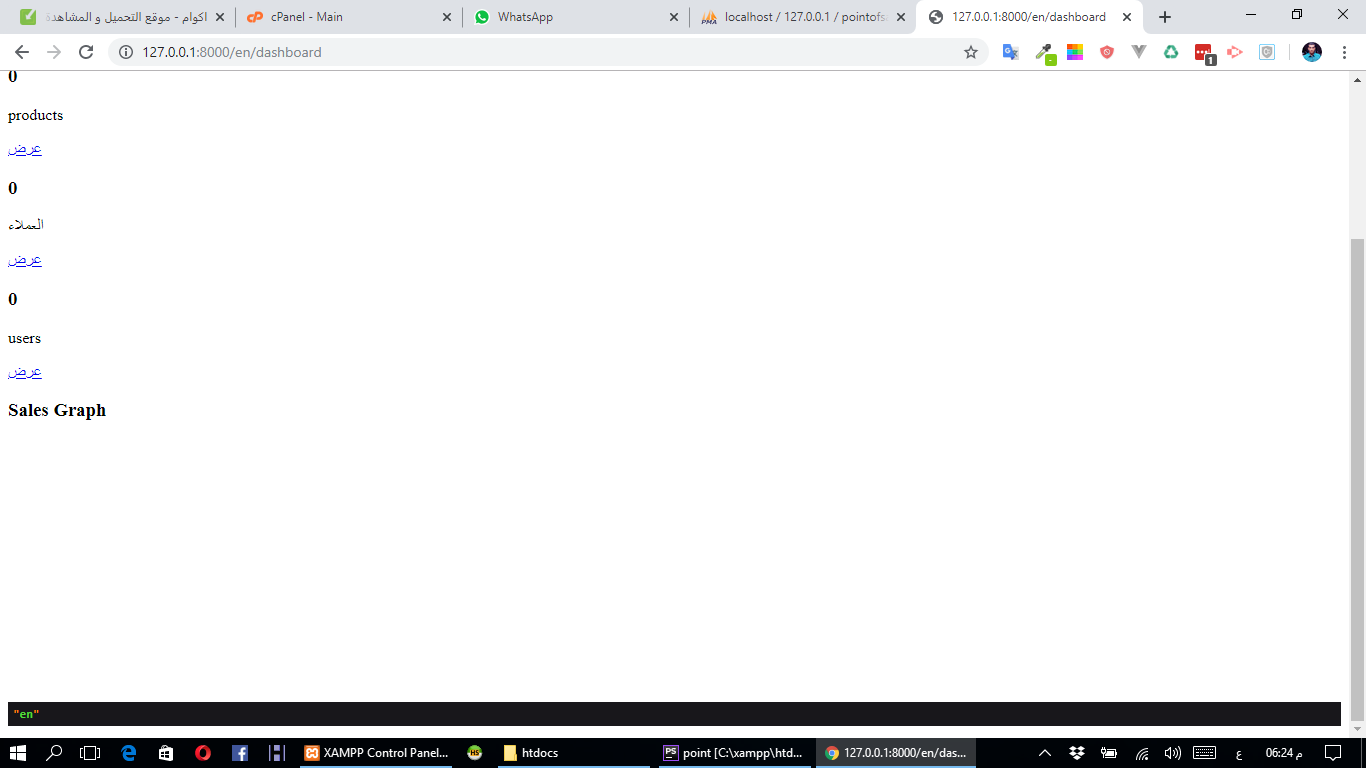 اكوام - موقع التحميل و المشاهدة
cPanel - Main
WhatsApp
localhost / 127.0.0.1 / pointofsa
127.0.0.1:8000/en/dashboard
127.0.0.1:8000/en/dashboard
1
0
products
عرض
0
العملاء
عرض
0
users
عرض
Sales Graph
"en"
XAMPP Control Panel...
htdocs
point [C:\xampp\htd...
127.0.0.1:8000/en/das...
ع
06:24 م